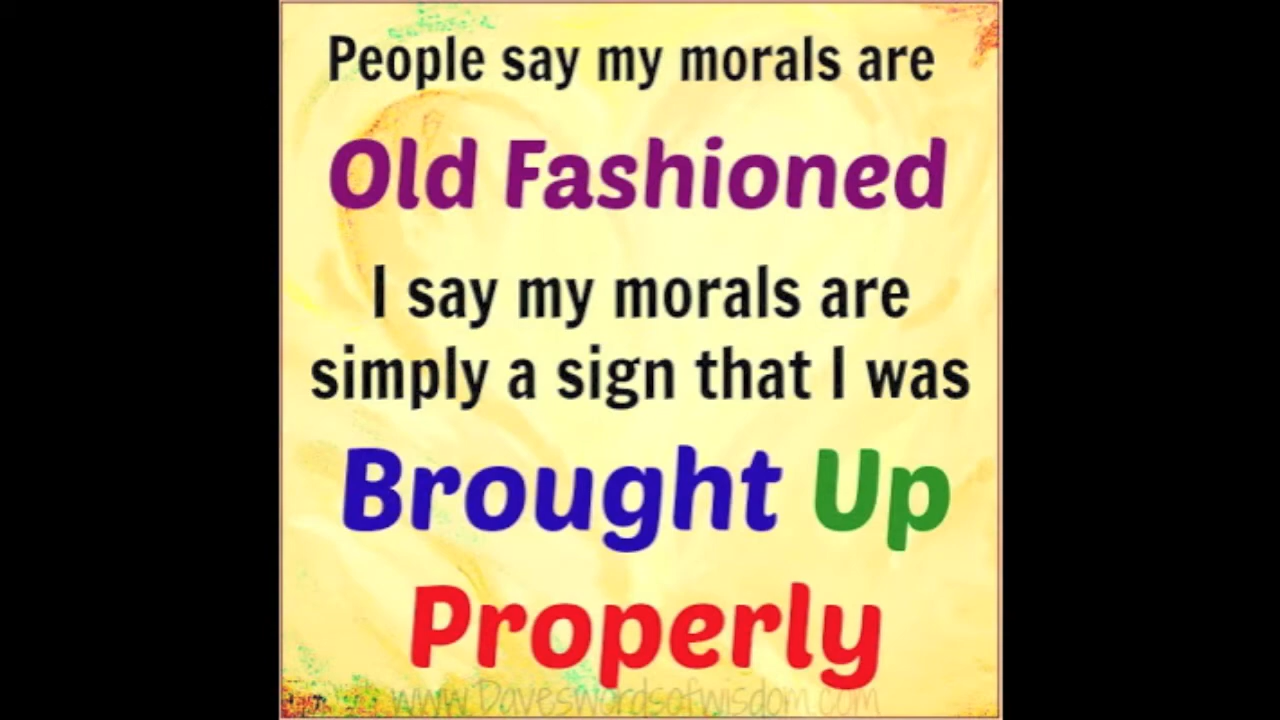 People say my morals are
Old Fashioned
I say my morals are
simply a sign that I was
Brought Up
Properly
www.Daveswordsofwisdom.com